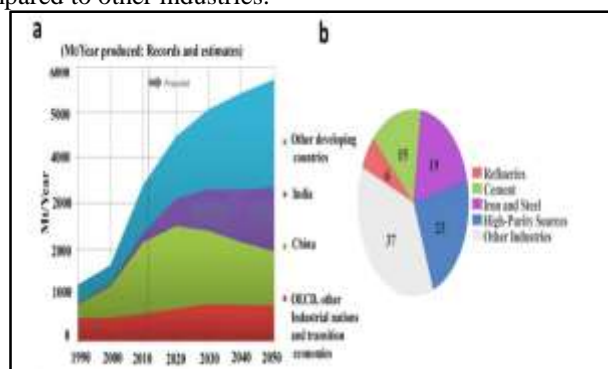 compared to other industries.
a
b
(Mt/Year produced: Records and estimates)
6000
5000
4000
3000
2000
1000
0
Mt/Year
Projected
1990 2000 2010 2020 2030 2040 2050
Other developing
countries
India
China
OECD, other
Industrial nations
and transition
economies
6
15
19
23
37
Refineries
Cement
Iron and Steel
High-Purity Sources
Other Industries